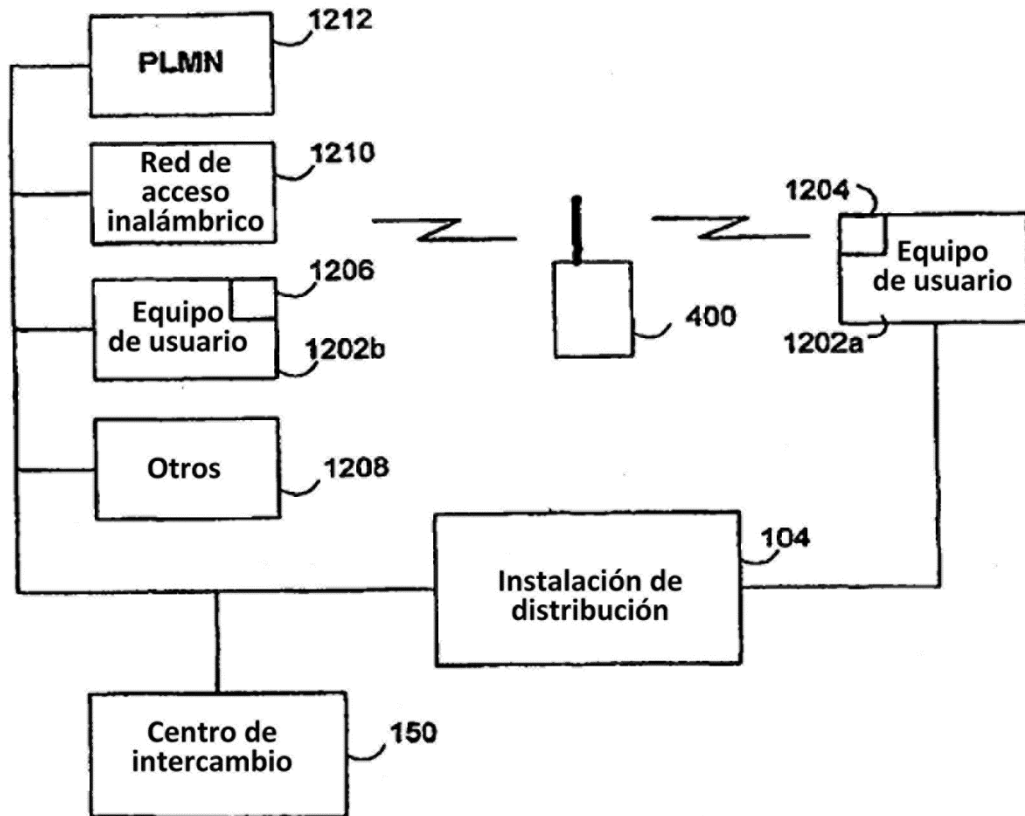 1212
PLMN
1210
Red de
acceso
inalámbrico
1204
Equipo
de usuario
1206
Equipo
de usuario
400
1202a
1202b
Otros
1208
104
Instalación de
distribución
Centro de
intercambio
150